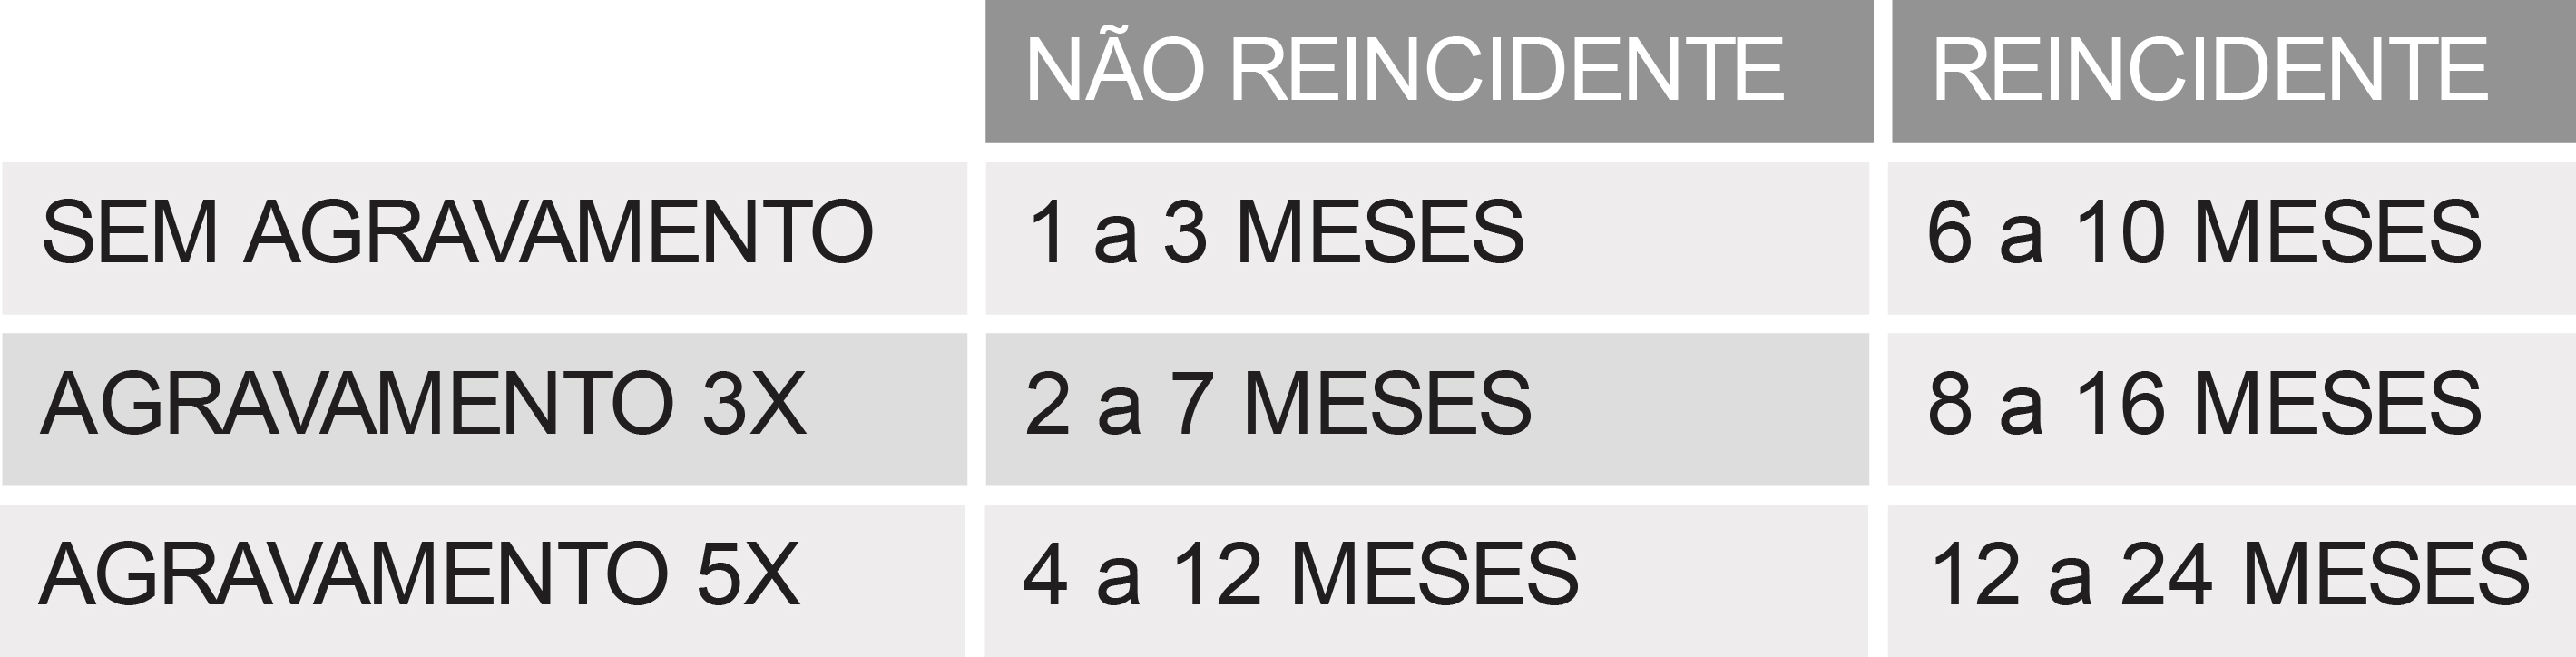 NÃO REINCIDENTE REINCIDENTE
SEM AGRAVAMENTO 1 a 3 MESES 6 a 10 MESES
AGRAVAMENTO 3X 2 a 7 MESES 8 a 16 MESES
AGRAVAMENTO 5X 4 a 12 MESES 12 a 24 MESES